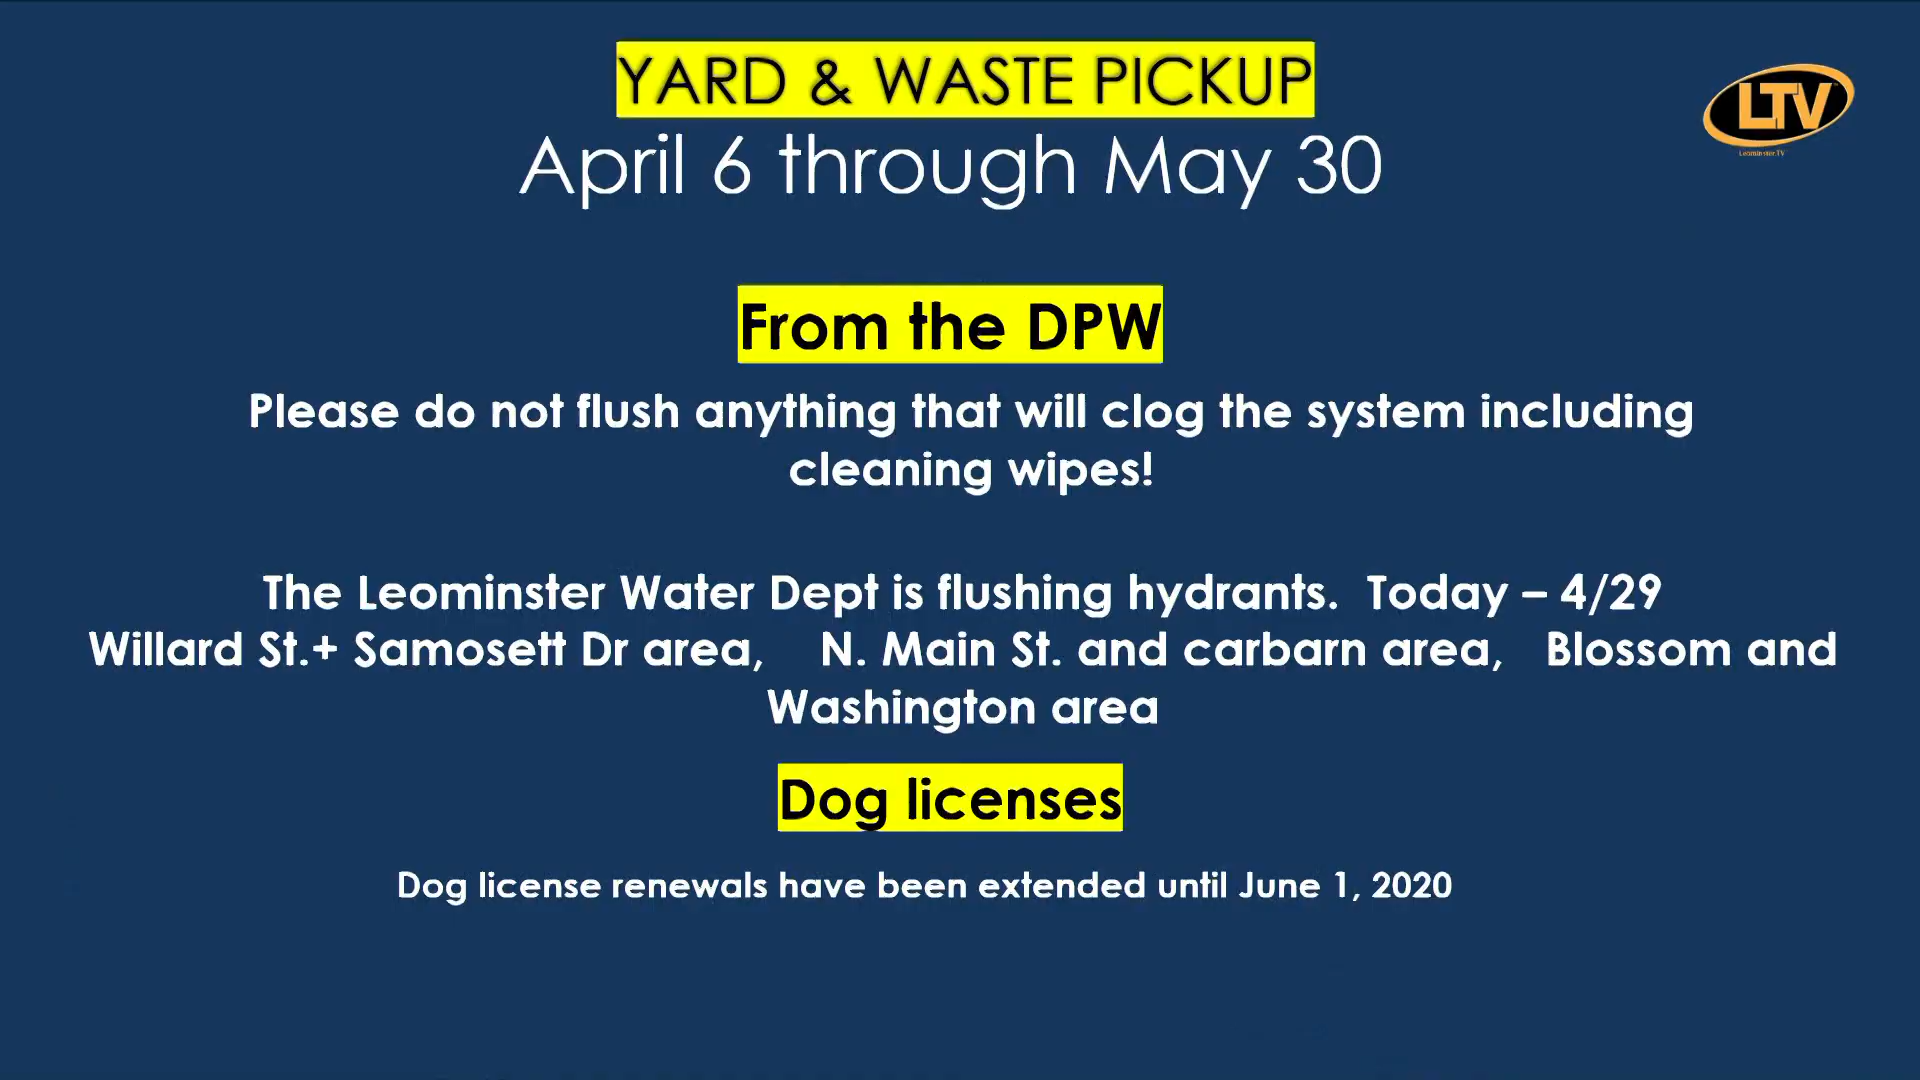 YARD & WASTE PICKUP
LTV
Leominster.TV
April 6 through May 30
From the DPW
Please do not flush anything that will clog the system including
cleaning wipes!
The Leominster Water Dept is flushing hydrants.  Today – 4/29
Willard St.+ Samosett Dr area,    N. Main St. and carbarn area,   Blossom and
Washington area
Dog licenses
Dog license renewals have been extended until June 1, 2020